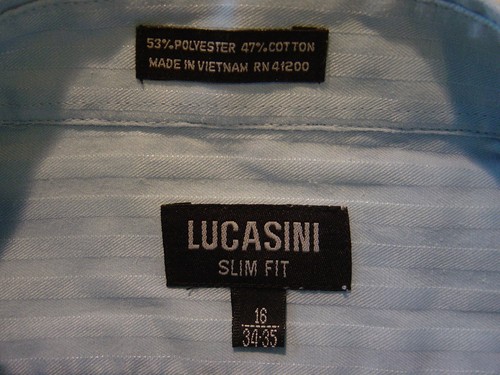 53% POLYESTER 47% COTTON
MADE IN VIETNAM RN 41200
LUCASINI
SLIM FIT
16
34-35